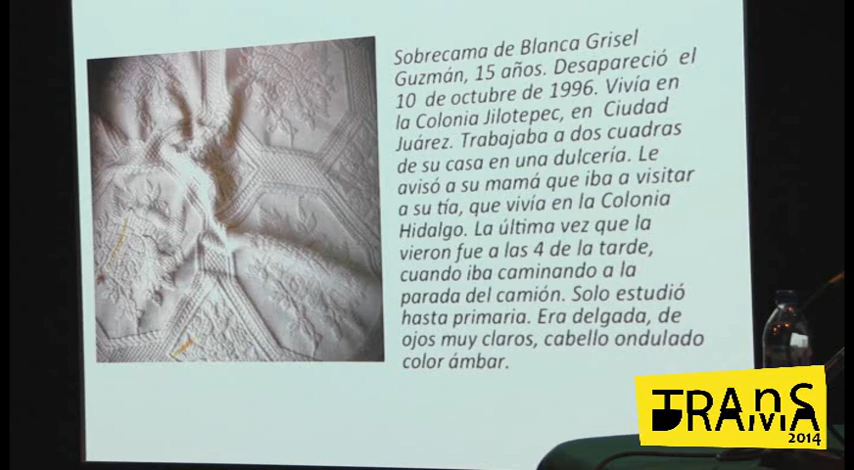 Sobrecama de Blanca Grisel
Guzmán, 15 años. Desapareció el
10 de octubre de 1996. Vivía en
la Colonia Jilotepec, en Ciudad
Juárez. Trabajaba a dos cuadras
de su casa en una dulcería. Le
avisó a su mamá que iba a visitar
a su tía, que vivía en la Colonia
Hidalgo. La última vez que la
vieron fue a las 4 de la tarde,
cuando iba caminando a la
parada del camión. Solo estudió
hasta primaria. Era delgada, de
ojos muy claros, cabello ondulado
color ámbar.
TRANS
DRAMA
2014